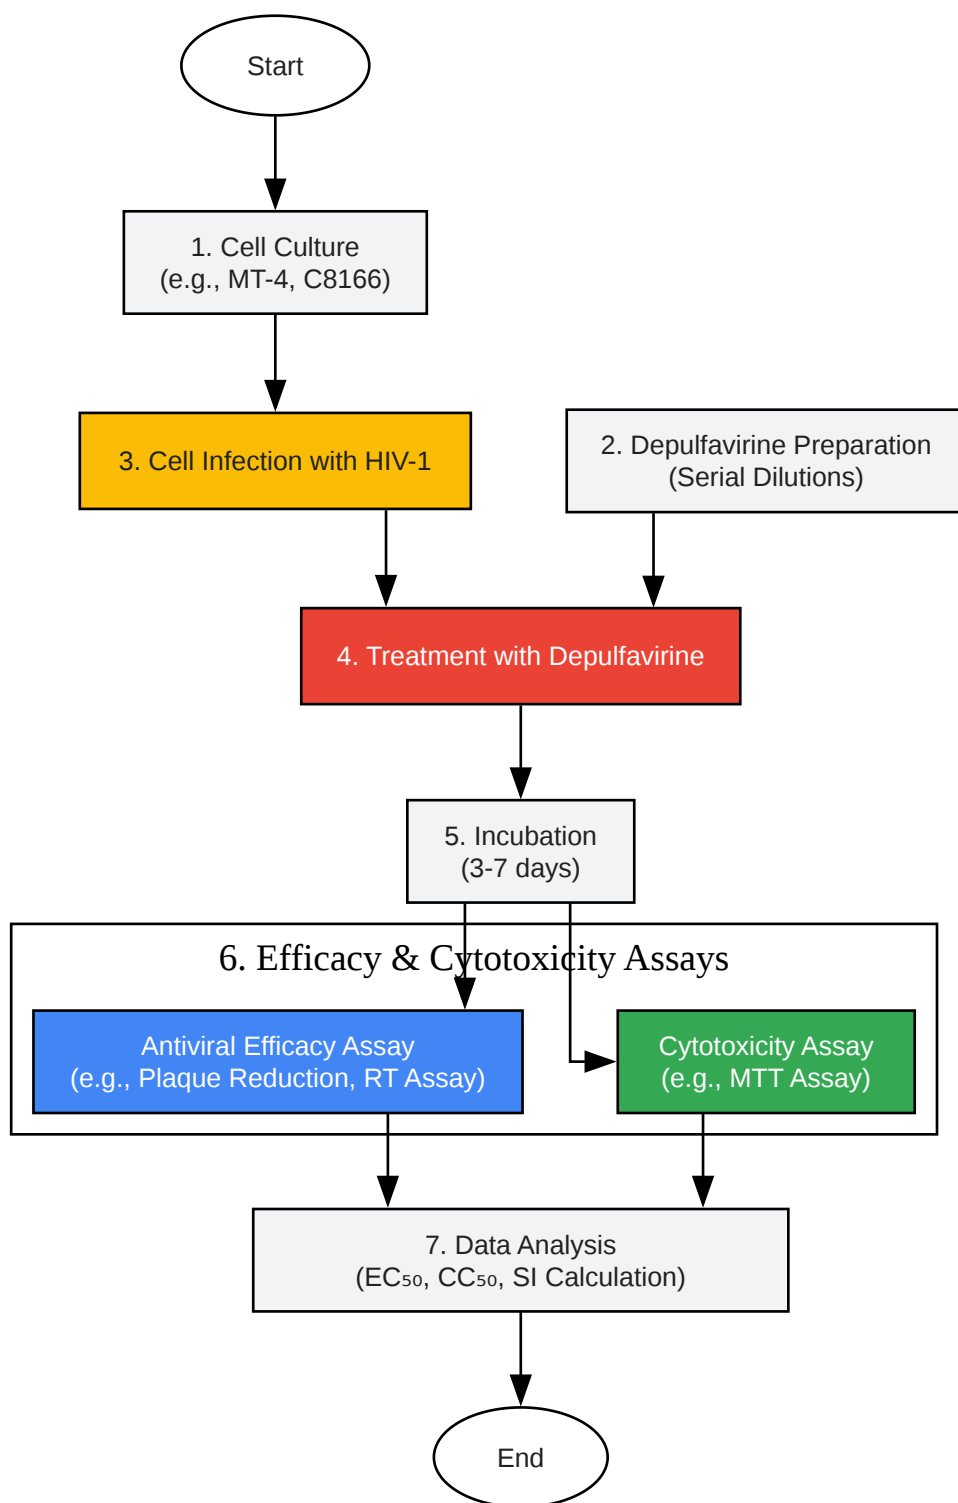 Start
1. Cell Culture
(e.g., MT-4, C8166)
3. Cell Infection with HIV-1
2. Depulfavirine Preparation
(Serial Dilutions)
4. Treatment with Depulfavirine
5. Incubation
(3-7 days)
6. Efficacy & Cytotoxicity Assays
Antiviral Efficacy Assay
(e.g., Plaque Reduction, RT Assay)
Cytotoxicity Assay
(e.g., MTT Assay)
7. Data Analysis
(EC₅₀, CC₅₀, SI Calculation)
End